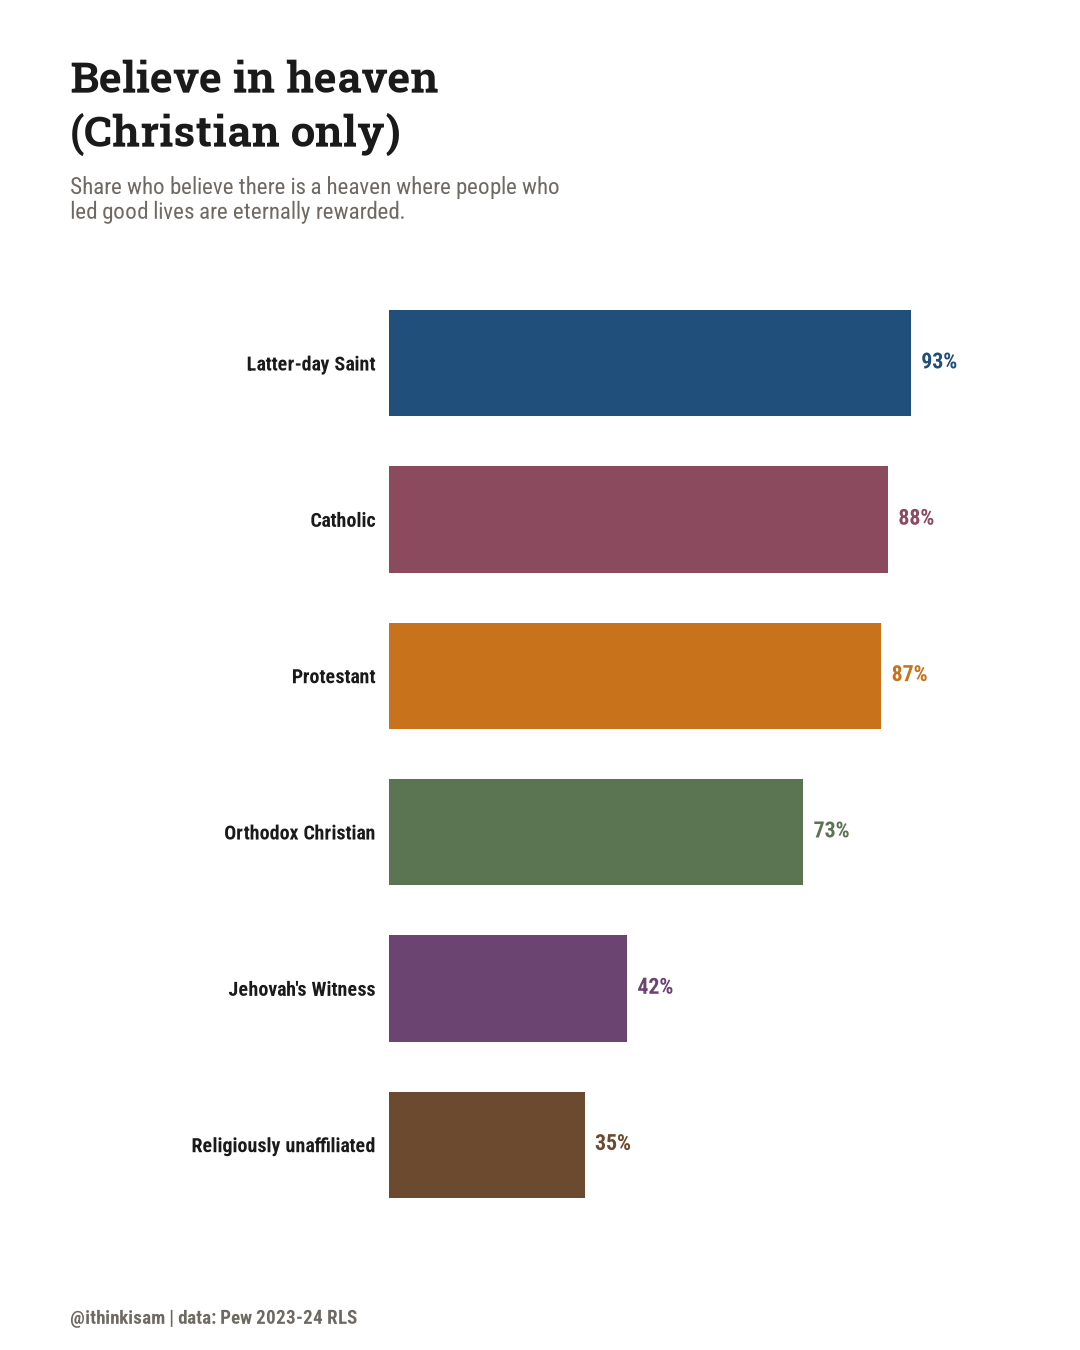 Believe in heaven
(Christian only)
Share who believe there is a heaven where people who
led good lives are eternally rewarded.
Latter-day Saint 93%
Catholic 88%
Protestant 87%
Orthodox Christian 73%
Jehovah's Witness 42%
Religiously unaffiliated 35%
@ithinkisam | data: Pew 2023-24 RLS